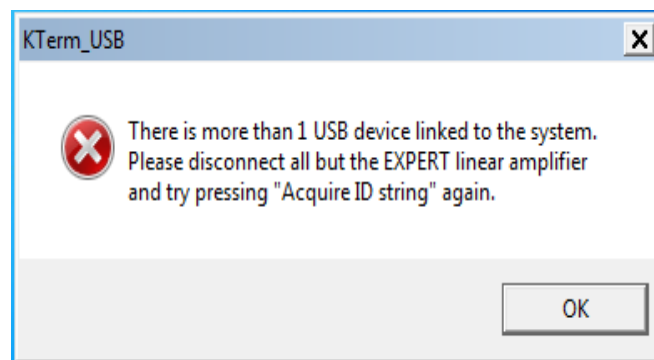 KTerm_USB
There is more than 1 USB device linked to the system.
Please disconnect all but the EXPERT linear amplifier
and try pressing "Acquire ID string" again.
OK